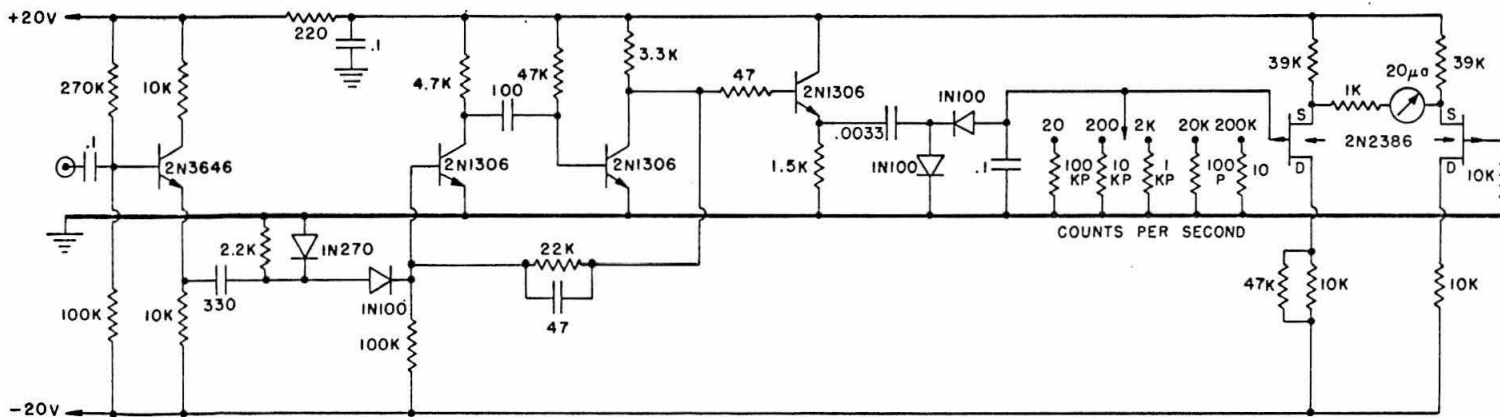 +20V
220
.1
270K
10K
.1
2N3646
4.7K
100
47K
3.3K
2N1306
2N1306
47
2N1306
.0033
1N100
1N100
1.5K
.1
20
200
2K
20K
200K
100
KP
10
KP
1
KP
100
P
10
COUNTS PER SECOND
39K
1K
20μa
39K
S
S
2N2386
D
D
10K
2.2K
1N270
330
1N100
22K
47
100K
10K
100K
47K
10K
10K
-20V